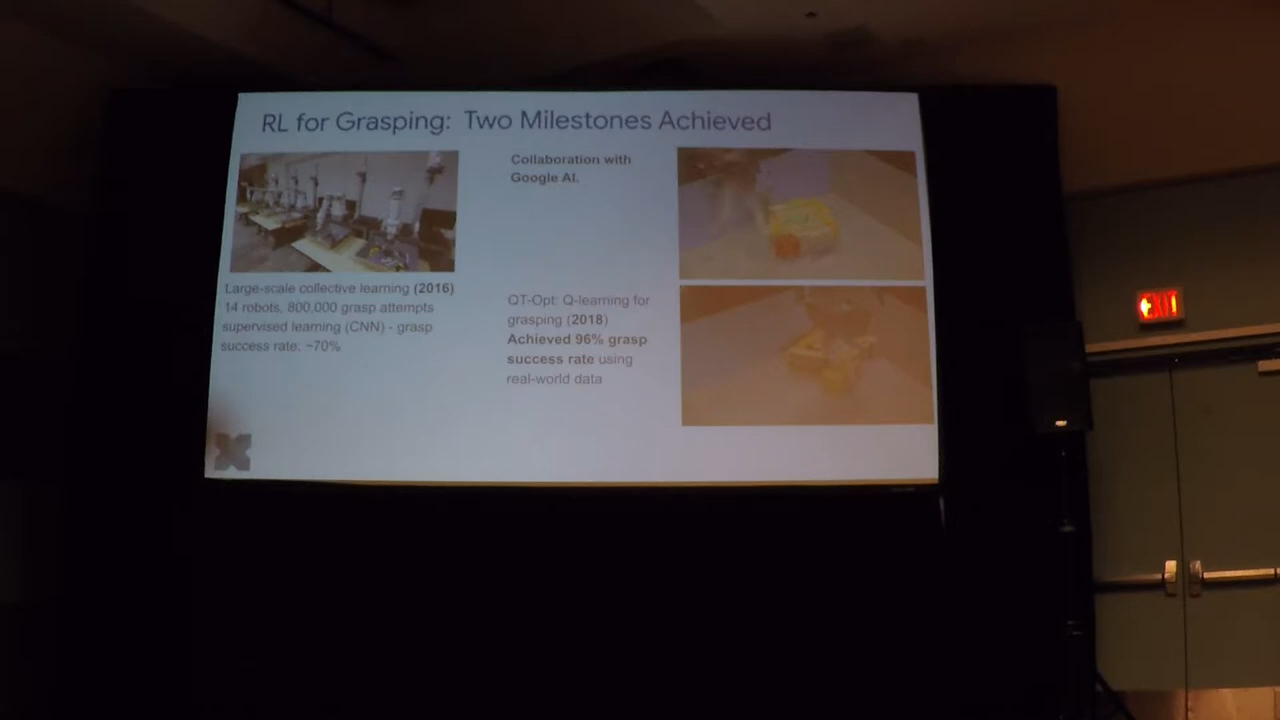 RL for Grasping: Two Milestones Achieved
Collaboration with
Google AI.
Large-scale collective learning (2016)
14 robots, 800,000 grasp attempts
supervised learning (CNN) - grasp
success rate: ~70%
QT-Opt: Q-learning for
grasping (2018)
Achieved 96% grasp
success rate using
real-world data
EXIT